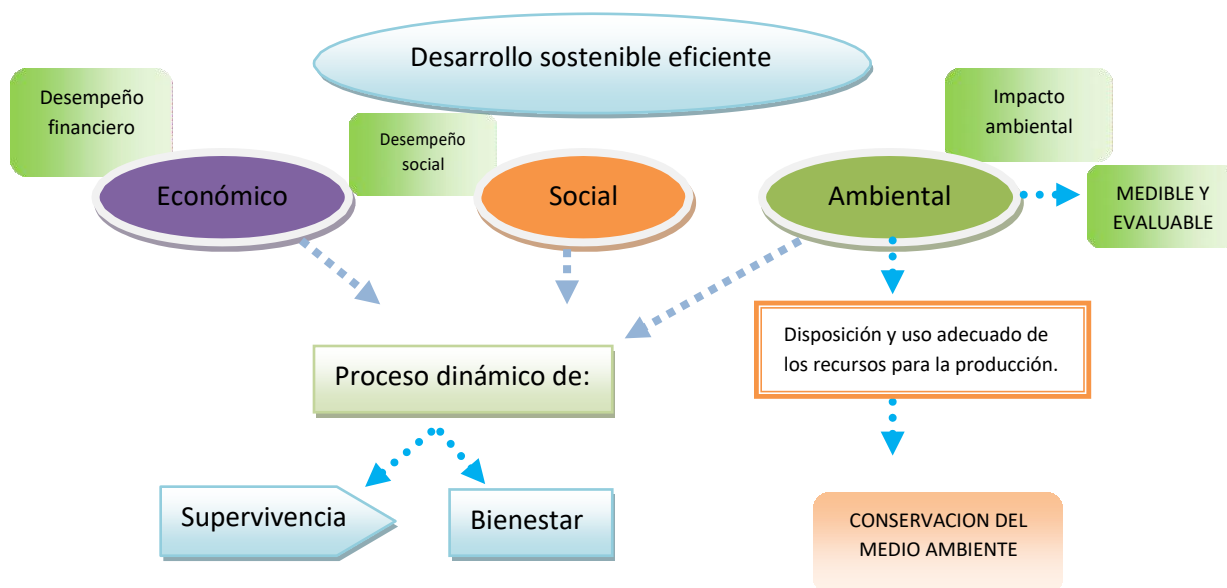 Desarrollo sostenible eficiente
Desempeño
financiero
Desempeño
social
Impacto
ambiental
Económico
Social
Ambiental
MEDIBLE Y
EVALUABLE
Disposición y uso adecuado de
los recursos para la producción.
Proceso dinámico de:
Supervivencia
Bienestar
CONSERVACION DEL
MEDIO AMBIENTE